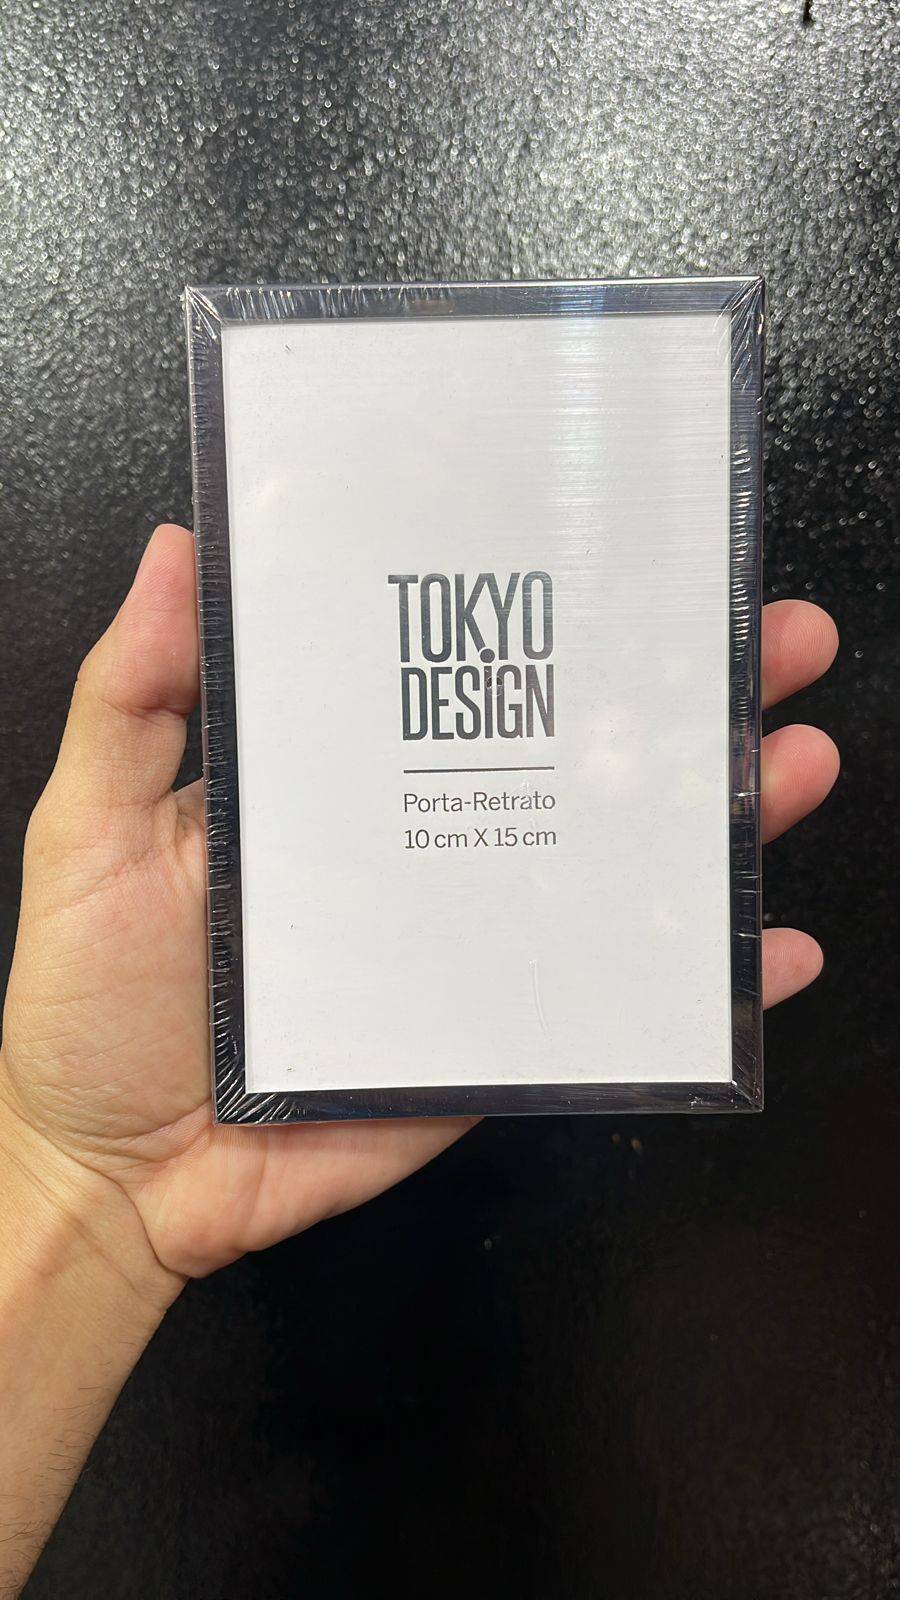 TOKYO
DESIGN
Porta-Retrato
10 cm X 15 cm